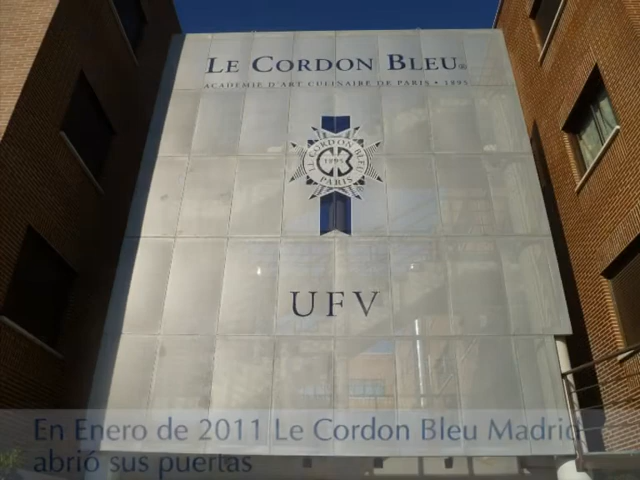 LE CORDON BLEU®
ACADÉMIE D'ART CULINAIRE DE PARIS • 1895
LE CORDON BLEU
CB
1895
PARIS
UFV
En Enero de 2011 Le Cordon Bleu Madrid
abrió sus puertas